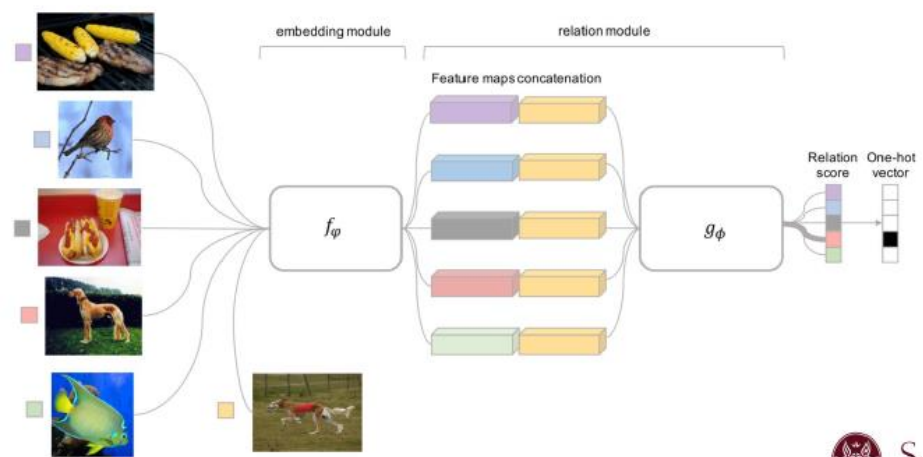 embedding module
relation module
Feature maps concatenation
Relation score
One-hot vector
fφ
gϕ
S